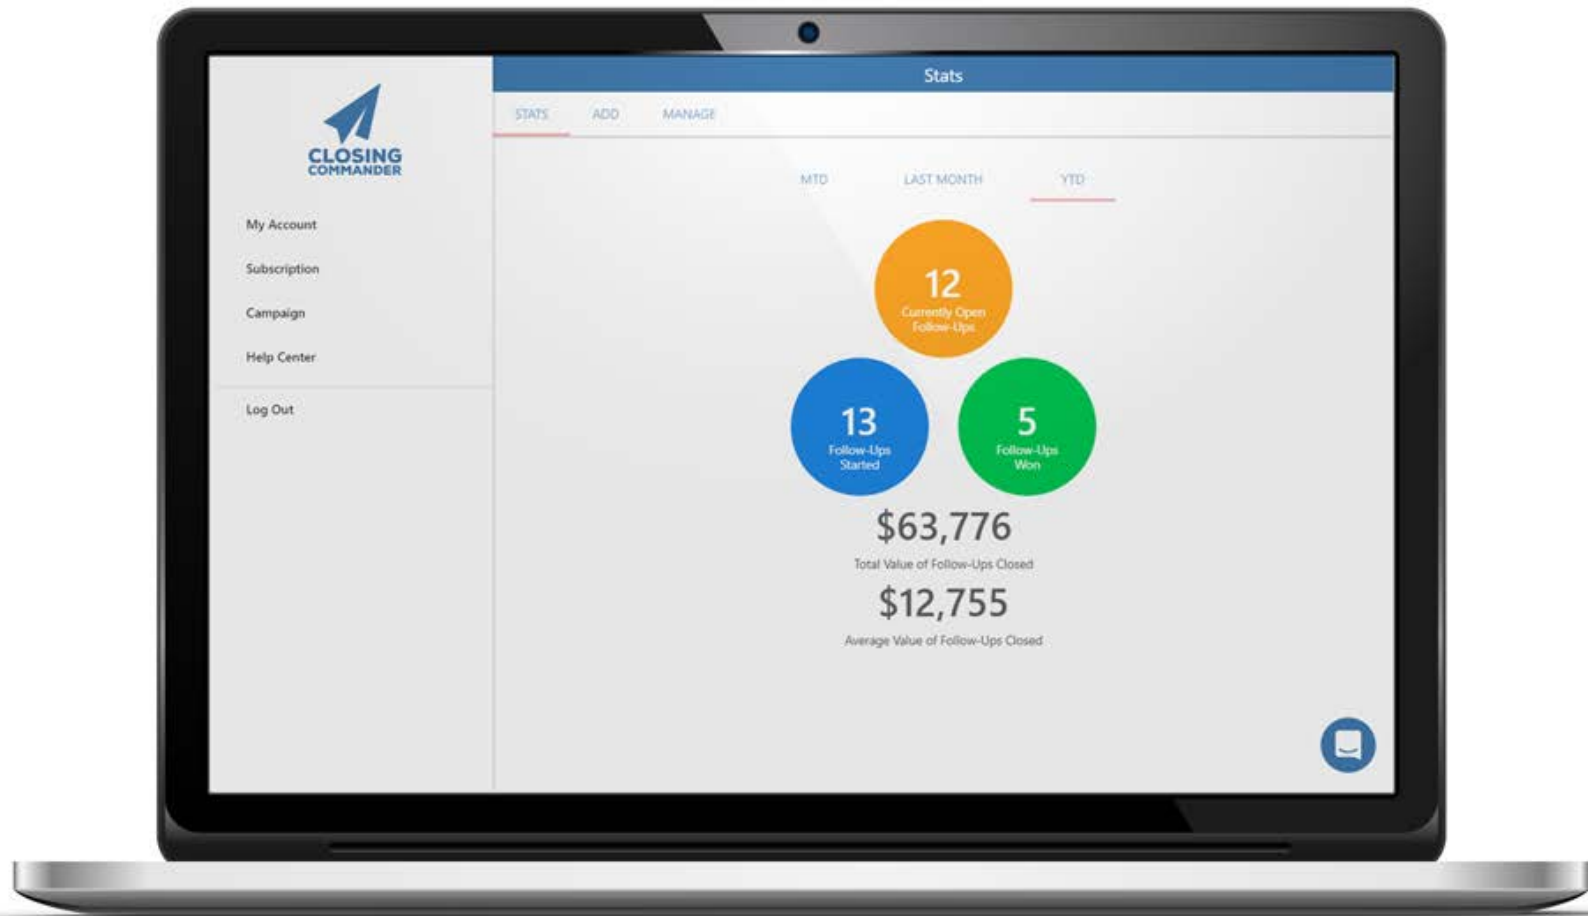 CLOSING
COMMANDER
My Account
Subscription
Campaign
Help Center
Log Out
Stats
STATS ADD MANAGE
MTD LAST MONTH YTD
12
Currently Open
Follow-Ups
13
Follow-Ups
Started
5
Follow-Ups
Won
$63,776
Total Value of Follow-Ups Closed
$12,755
Average Value of Follow-Ups Closed